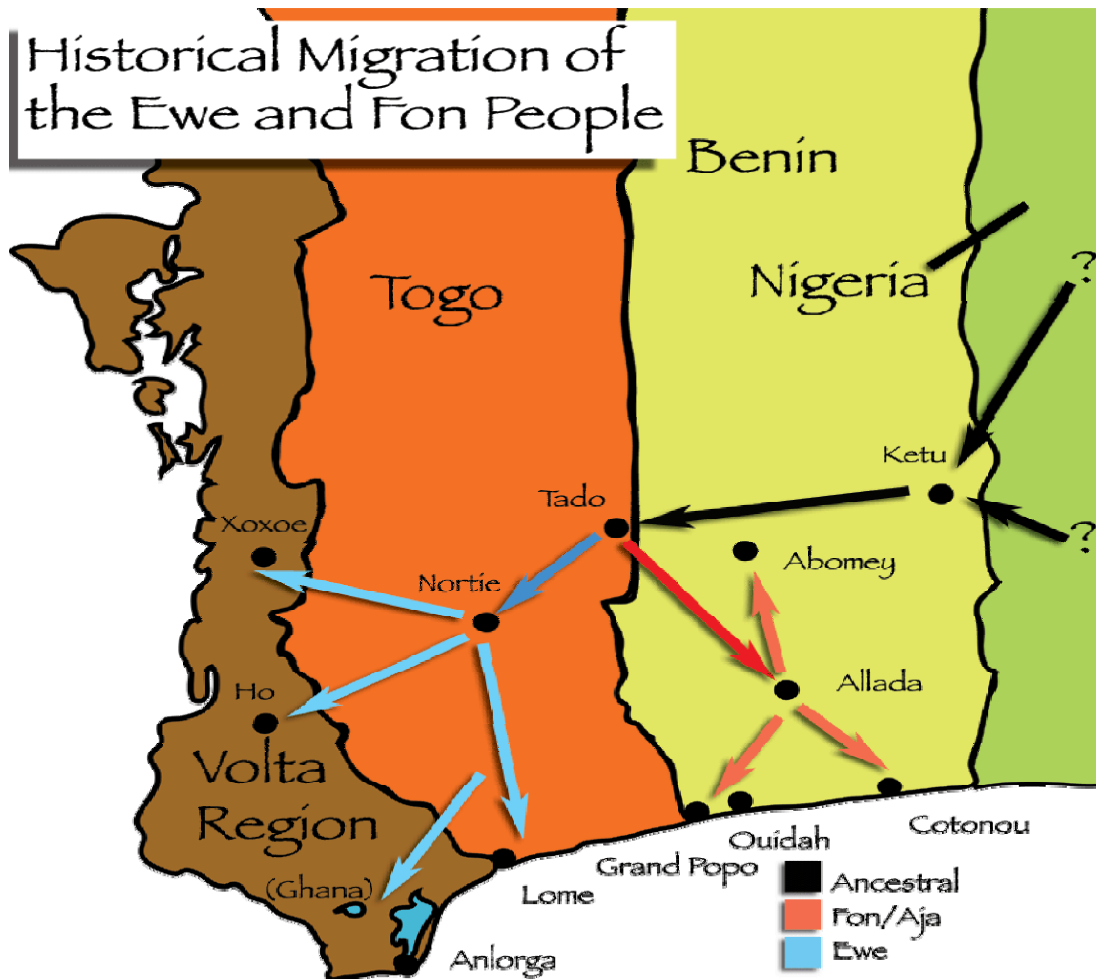 Historical Migration of
the Ewe and Fon People
Benin
Togo
Nigeria
?
Ketu
Tado
Xoxoe
?
Abomey
Nortie
Allada
Ho
Volta
Region
Cotonou
Ouidah
Grand Popo
(Ghana)
Lome
Anlorga
Ancestral
Fon/Aja
Ewe